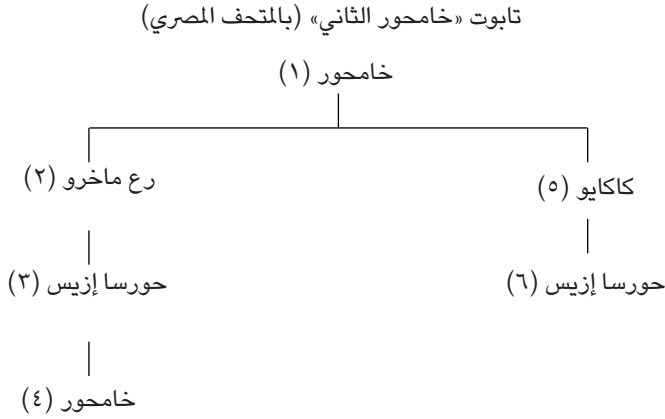 تابوت «خامحور الثاني» (بالمتحف المصري)
خامحور (١)
كاكايو (٥) رع ماخرو (٢)
حورسا إزيس (٦) حورسا إزيس (٣)
خامحور (٤)